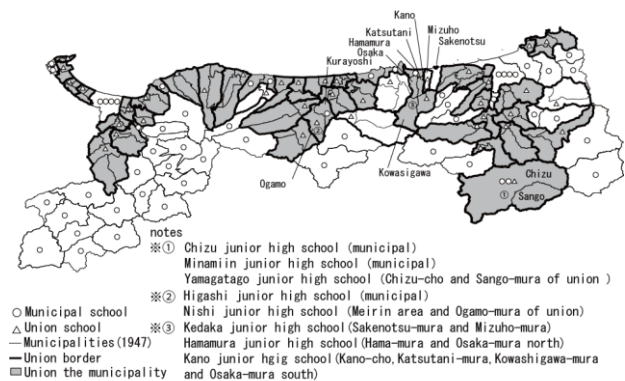 Kano
Katsutani
Hamamura
Osaka
Kurayoshi
Mizuho
Sakenotsu
Ogamo
Kowasigawa
Chizu
①
Sango
②
③
notes
※① Chizu junior high school (municipal)
Minamiin junior high school (municipal)
Yamagatago junior high school (Chizu-cho and Sango-mura of union )
※② Higashi junior high school (municipal)
Nishi junior high school (Meirin area and Ogamo-mura of union)
※③ Kedaka junior high school(Sakenotsu-mura and Mizuho-mura)
Hamamura junior high school(Hama-mura and Osaka-mura north)
Kano junior hgig school(Kano-cho, Katsutani-mura, Kowashigawa-mura
and Osaka-mura south)
○ Municipal school
△ Union school
Municipalities(1947)
Union border
Union the municipality